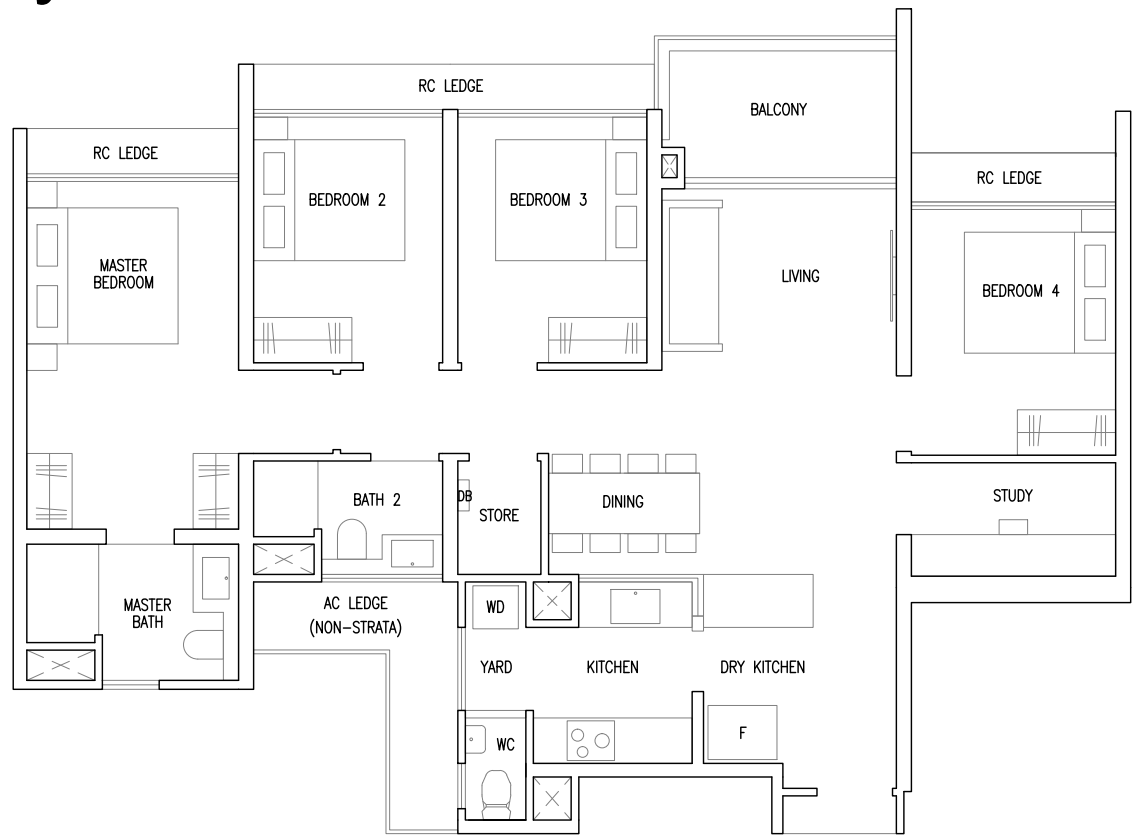 RC LEDGE
BALCONY
RC LEDGE
RC LEDGE
BEDROOM 2
BEDROOM 3
MASTER
BEDROOM
LIVING
BEDROOM 4
DB
BATH 2
STORE
DINING
STUDY
MASTER
BATH
AC LEDGE
(NON-STRATA)
WD
YARD
KITCHEN
DRY KITCHEN
WC
F